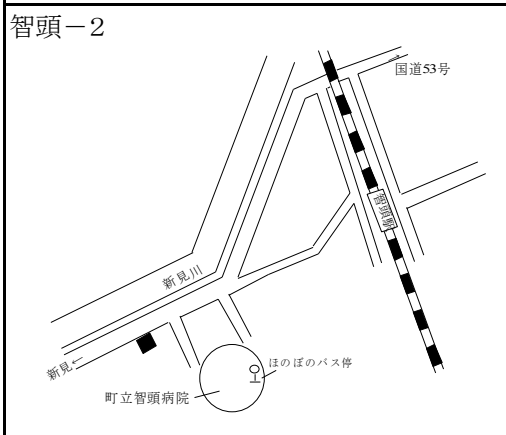 智頭－2
国道53号
智頭駅
新見川
新見←
ほのぼのバス停
町立智頭病院